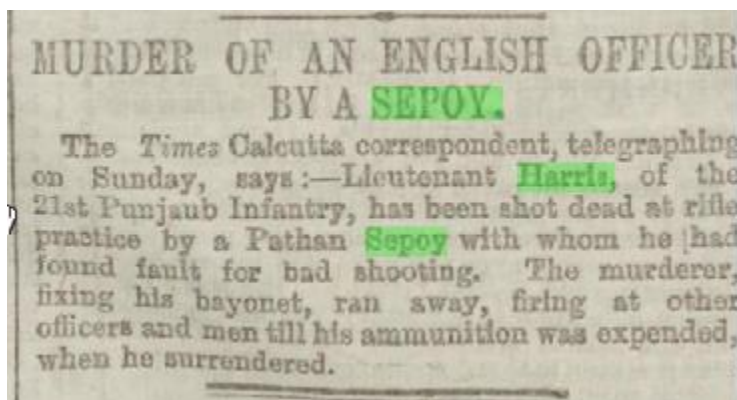 MURDER OF AN ENGLISH OFFICER
BY A SEPOY.
The Times Calcutta correspondent, telegraphing
on Sunday, says:—Lieutenant Harris, of the
21st Punjaub Infantry, has been shot dead at rifle
practice by a Pathan Sepoy with whom he had
found fault for bad shooting. The murderer,
fixing his bayonet, ran away, firing at other
officers and men till his ammunition was expended,
when he surrendered.